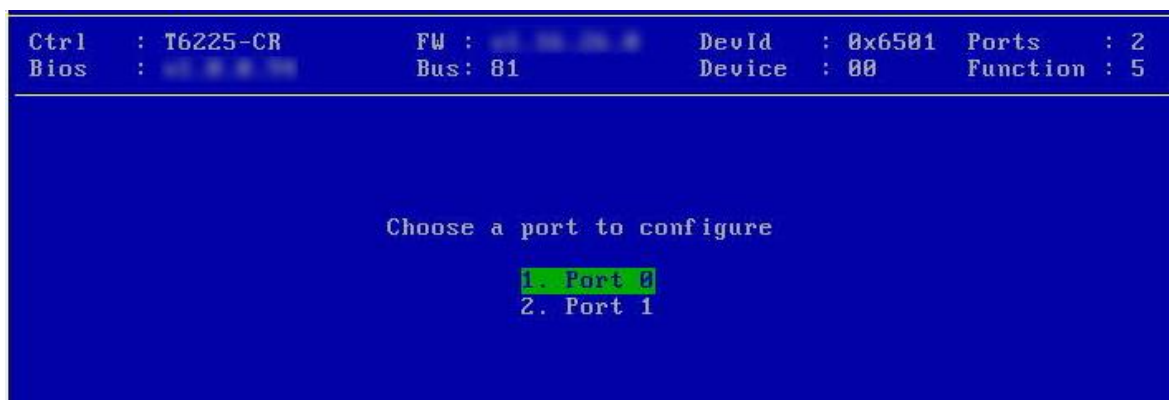 Ctrl : T6225-CR FW : DevId : 0x6501 Ports : 2
Bios : Bus: 81 Device : 00 Function : 5
Choose a port to configure
1. Port 0
2. Port 1